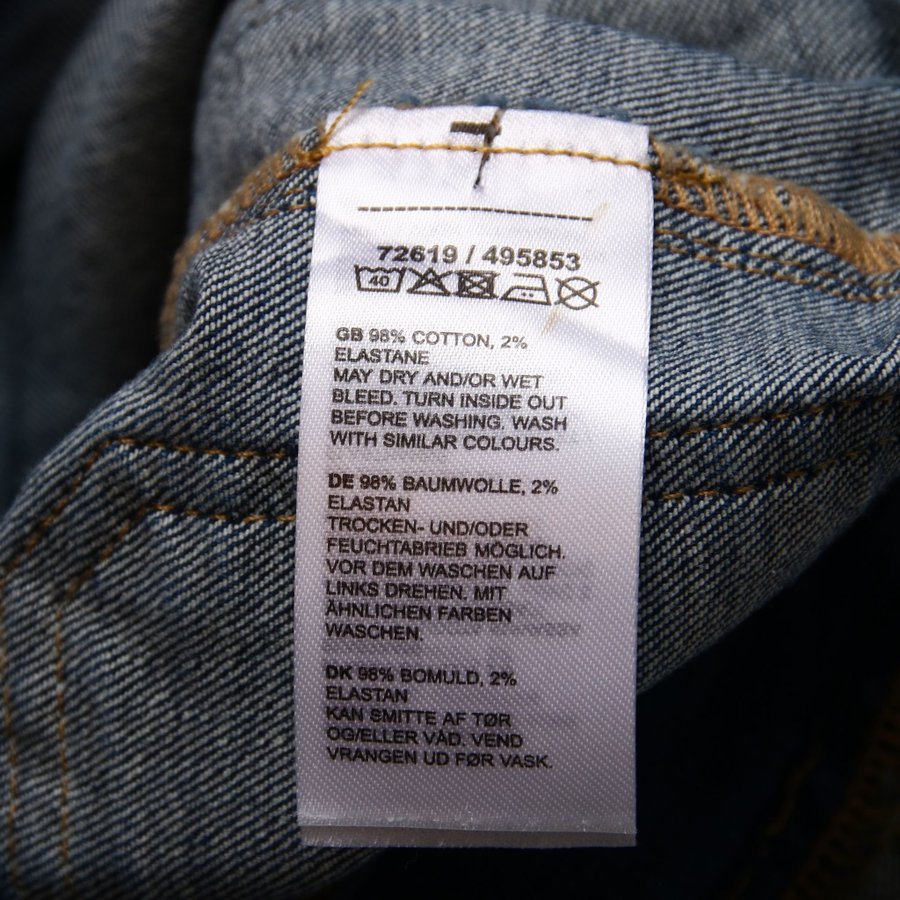 72619 / 495853
40
GB 98% COTTON, 2%
ELASTANE
MAY DRY AND/OR WET
BLEED. TURN INSIDE OUT
BEFORE WASHING. WASH
WITH SIMILAR COLOURS.
DE 98% BAUMWOLLE, 2%
ELASTAN
TROCKEN- UND/ODER
FEUCHTABRIEB MÖGLICH.
VOR DEM WASCHEN AUF
LINKS DREHEN. MIT
ÄHNLICHEN FARBEN
WASCHEN.
DK 98% BOMULD, 2%
ELASTAN
KAN SMITTE AF TØR
OG/ELLER VÅD. VEND
VRANGEN UD FØR VASK.